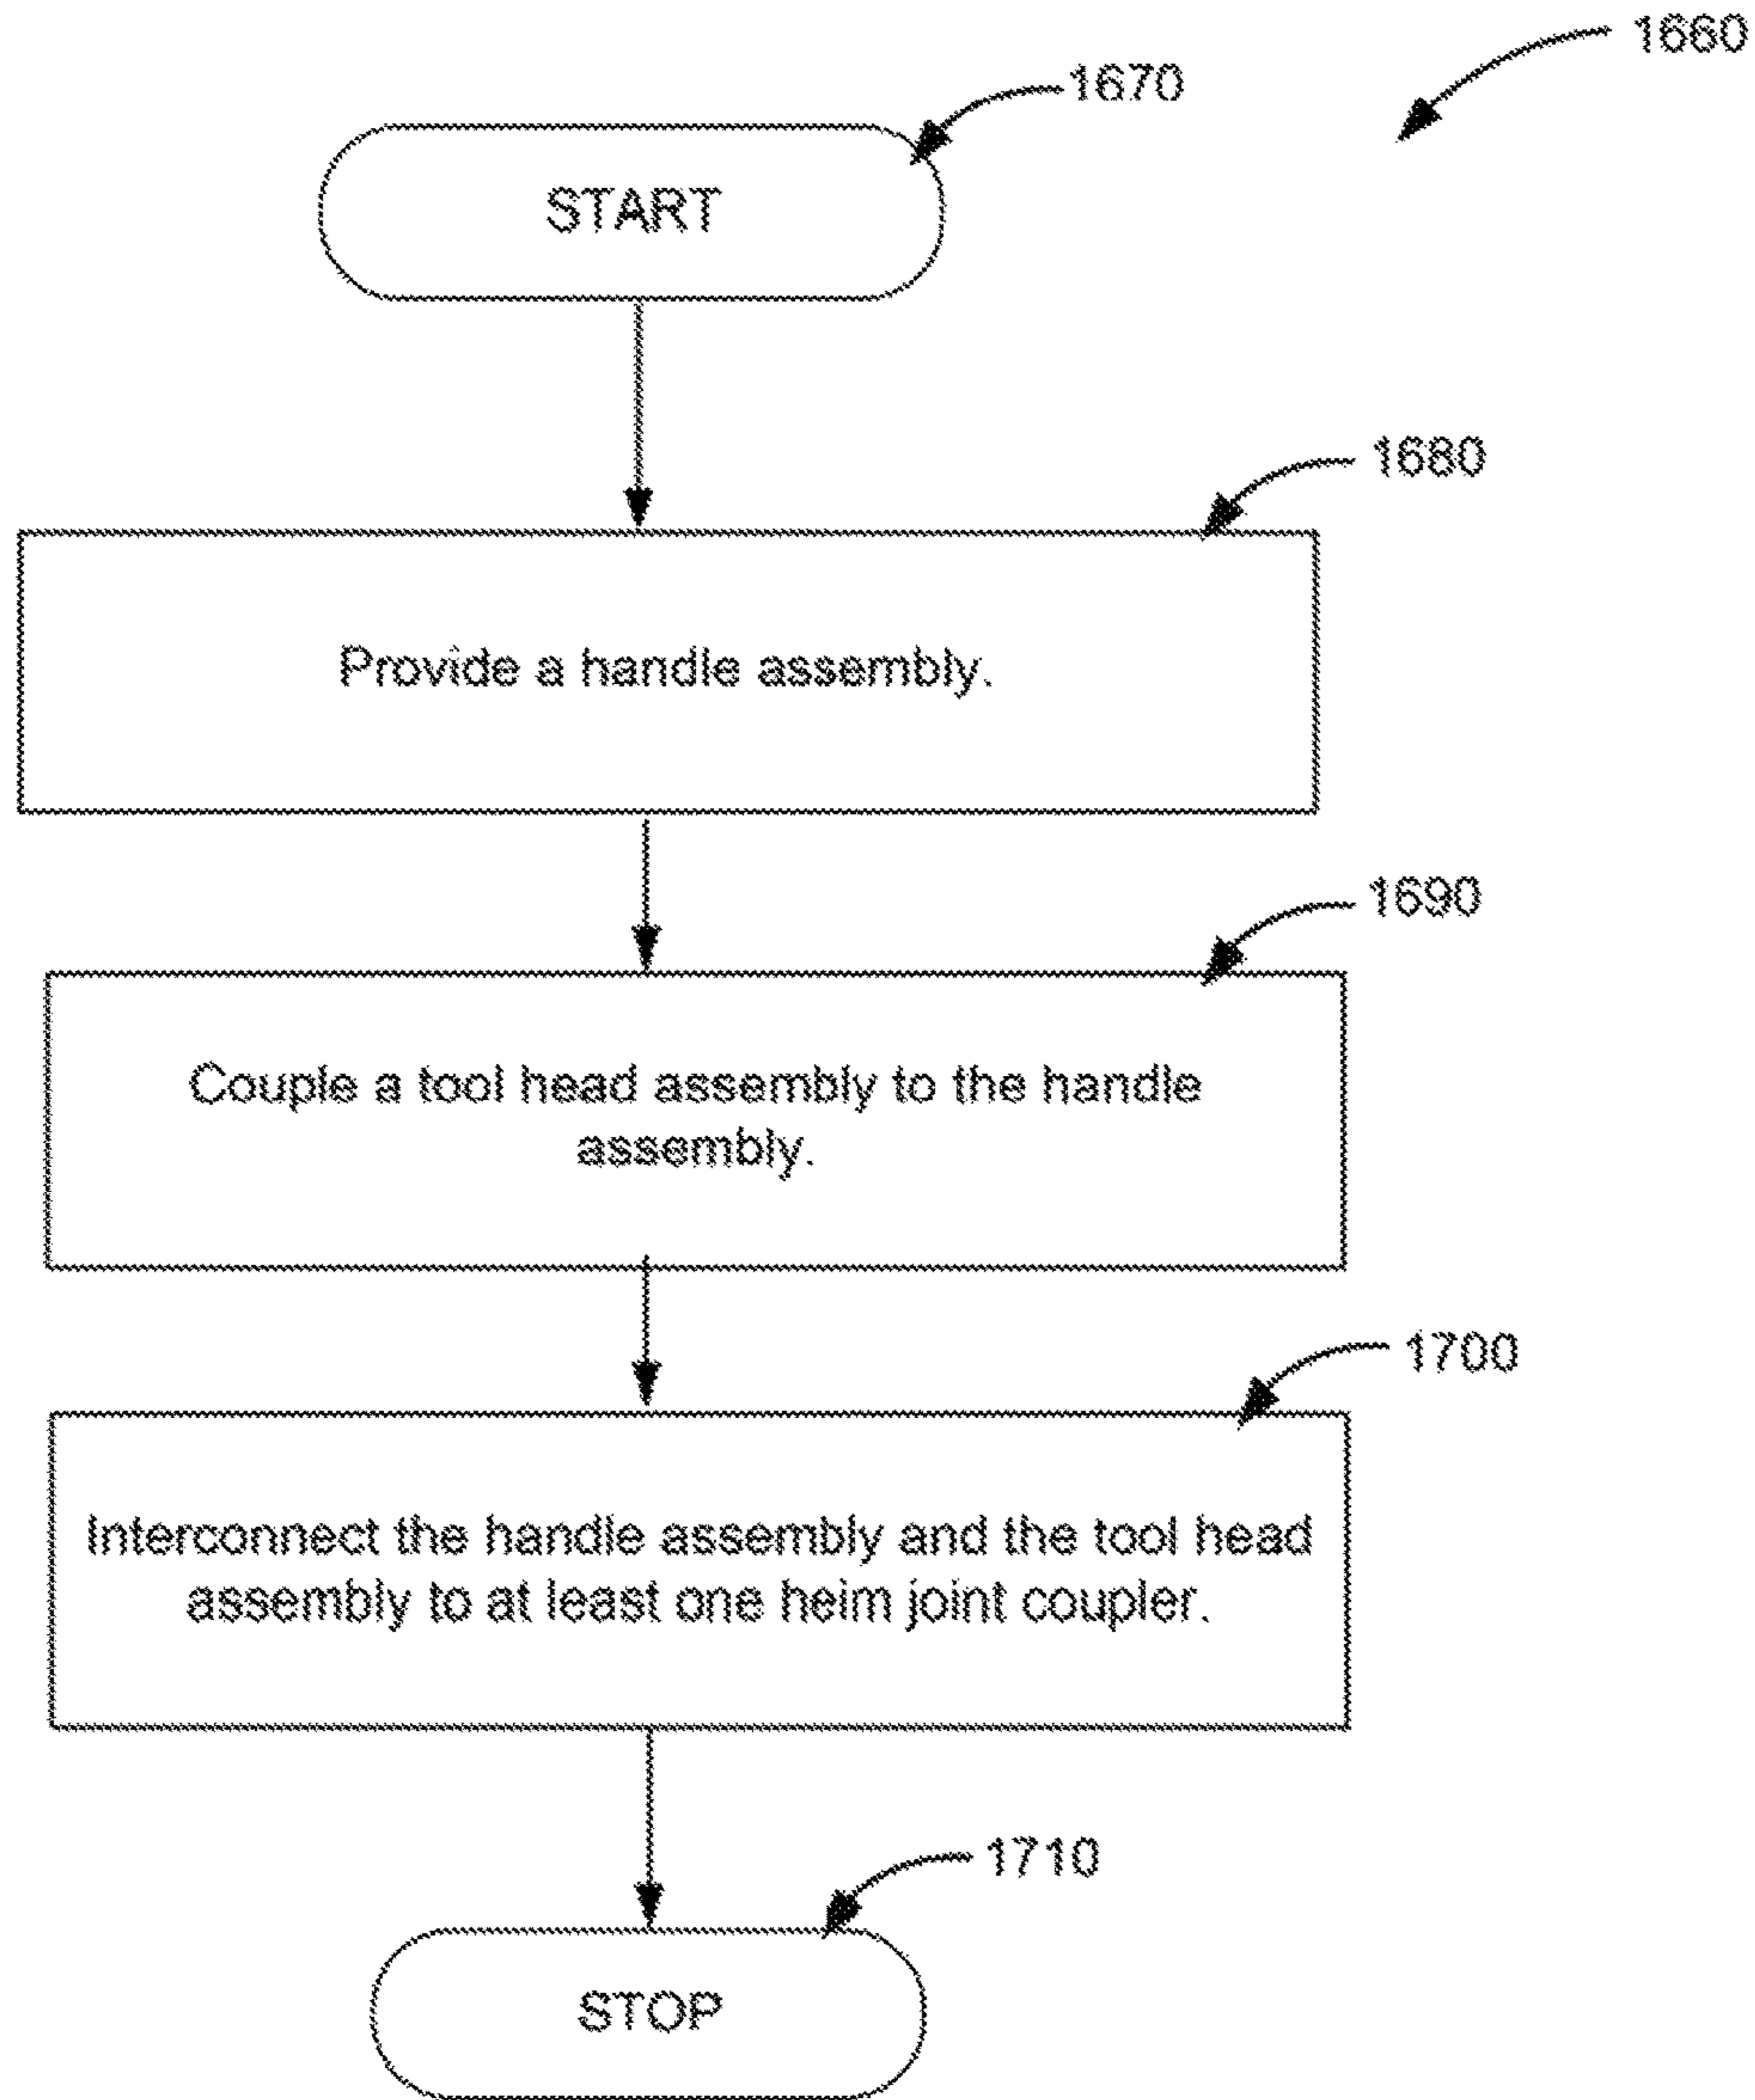 1660
1670
START
1680
Provide a handle assembly.
1690
Couple a tool head assembly to the handle
assembly.
1700
Interconnect the handle assembly and the tool head
assembly to at least one heim joint coupler.
1710
STOP